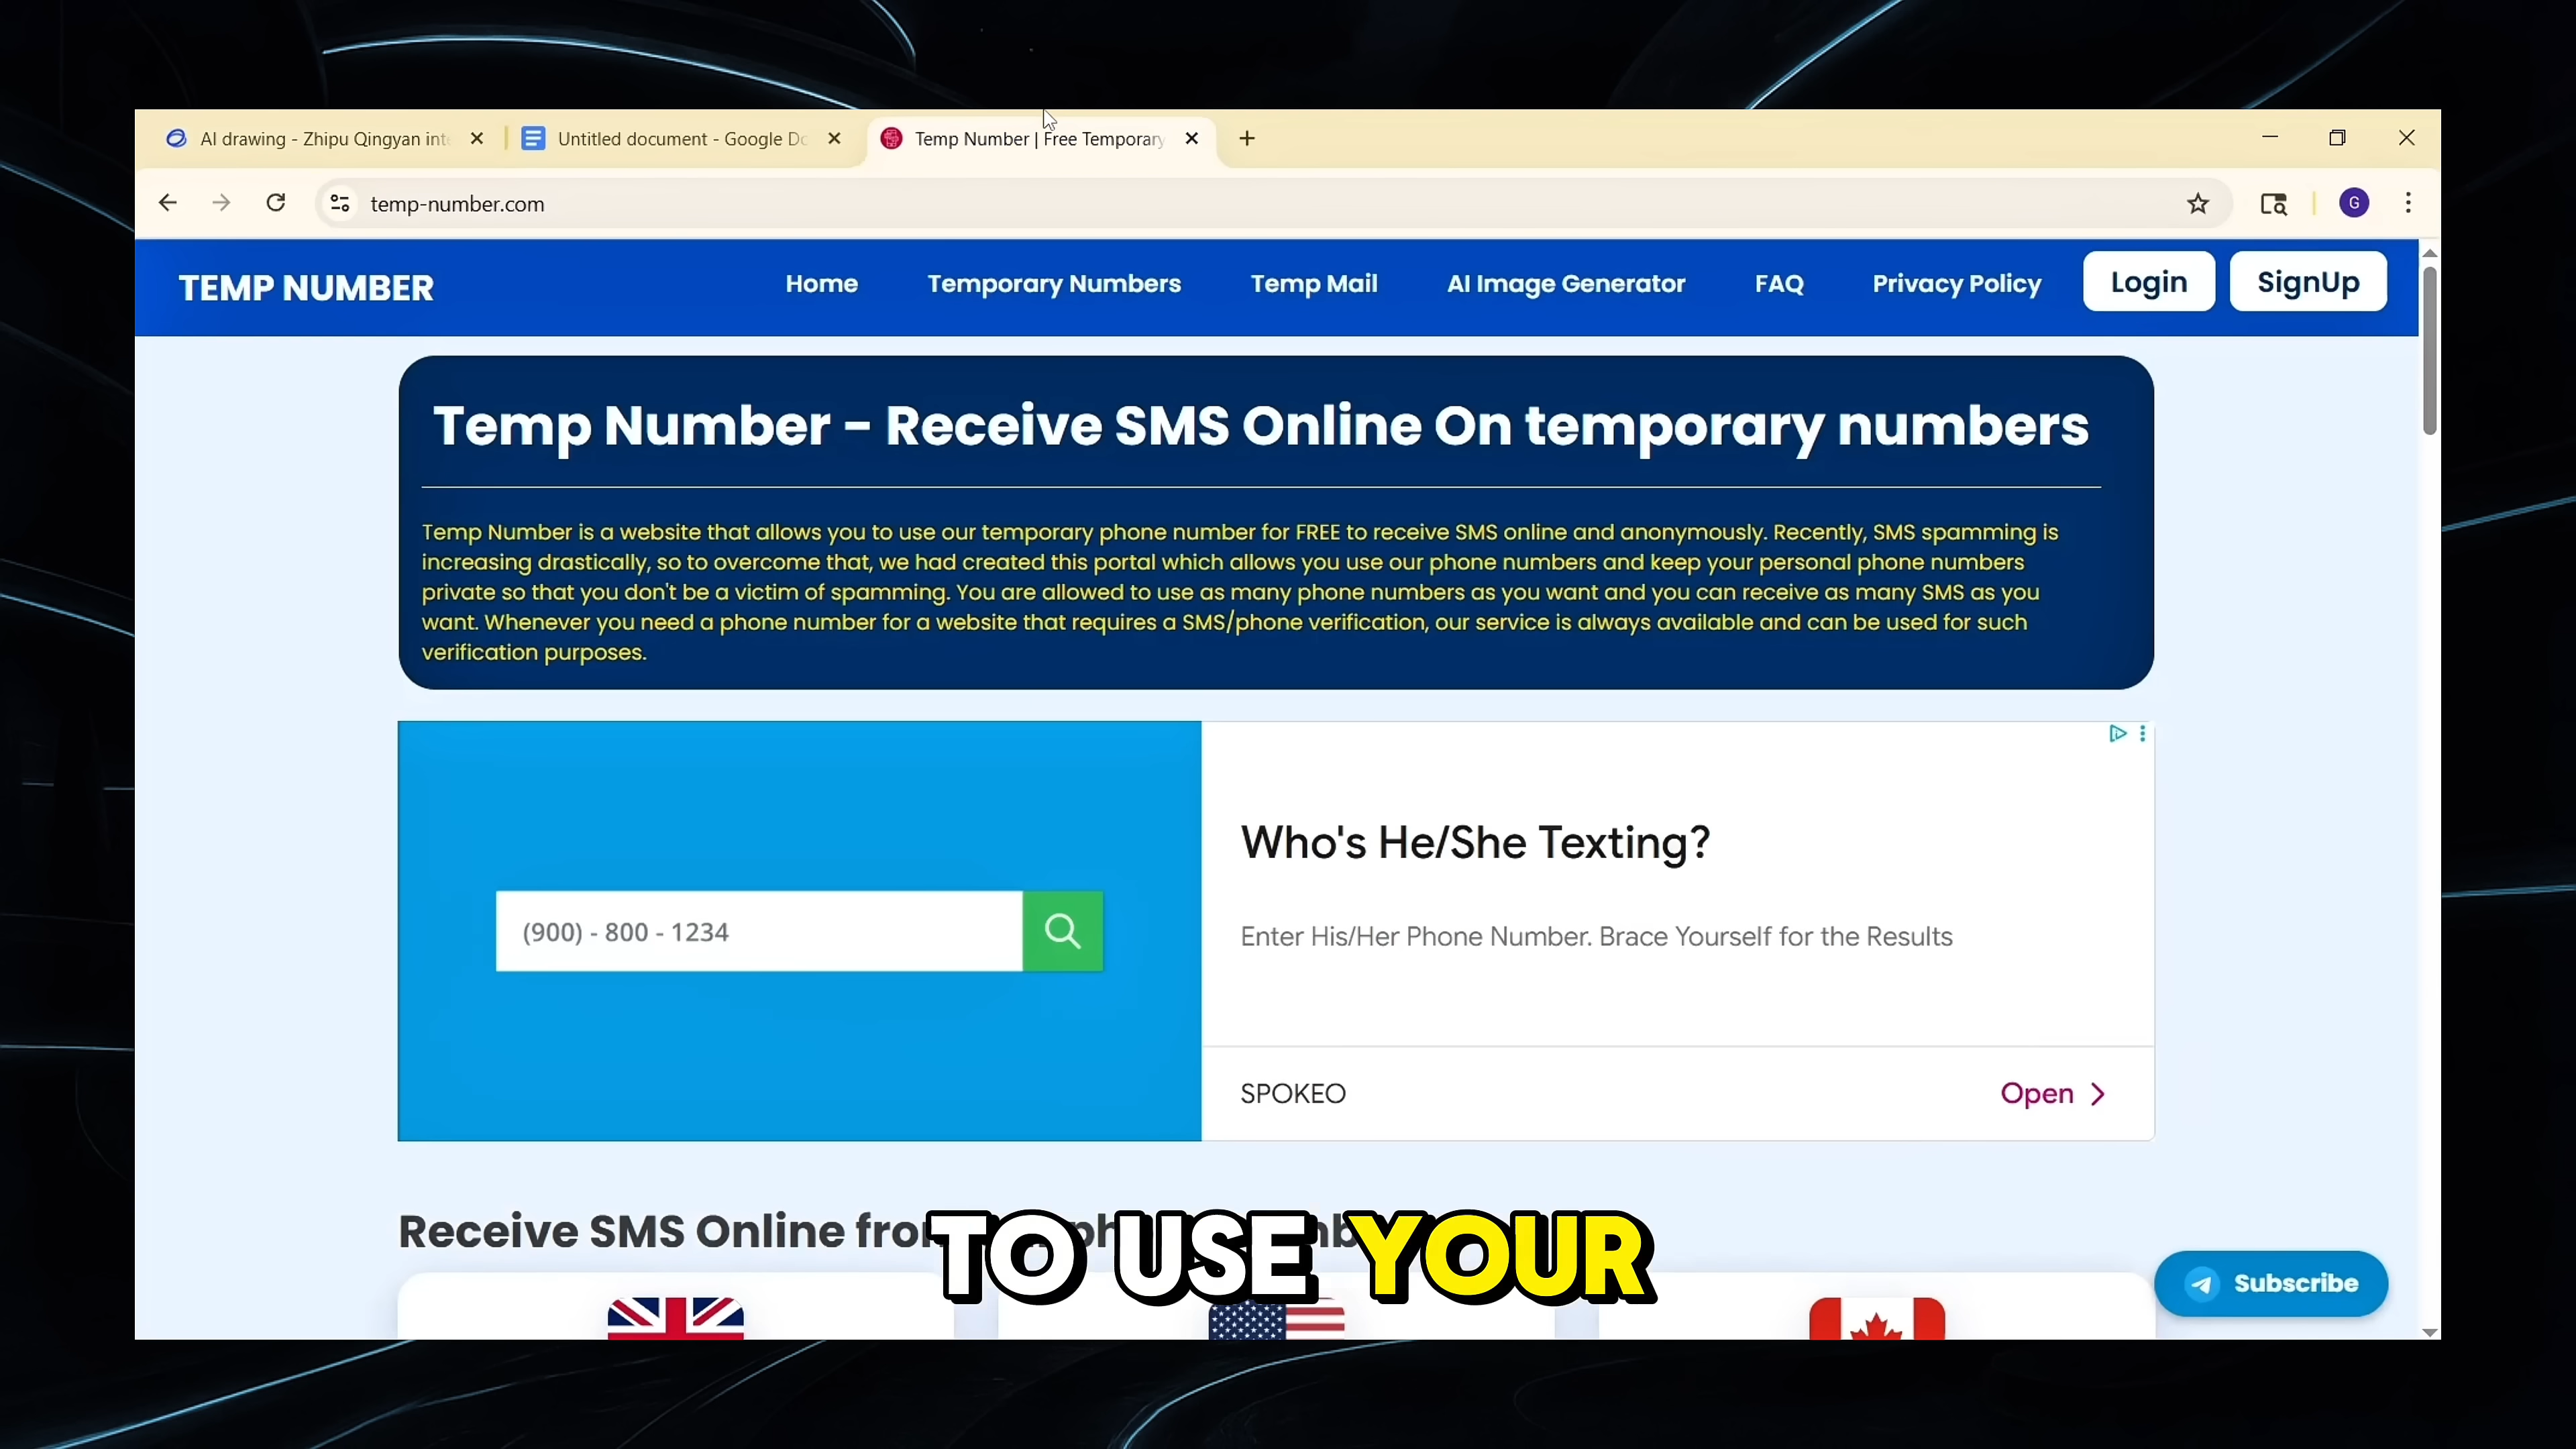 AI drawing - Zhipu Qingyan inte
Untitled document - Google Do
Temp Number | Free Temporary
temp-number.com
G
TEMP NUMBER
Home
Temporary Numbers
Temp Mail
AI Image Generator
FAQ
Privacy Policy
Login
SignUp
Temp Number - Receive SMS Online On temporary numbers
Temp Number is a website that allows you to use our temporary phone number for FREE to receive SMS online and anonymously. Recently, SMS spamming is
increasing drastically, so to overcome that, we had created this portal which allows you use our phone numbers and keep your personal phone numbers
private so that you don't be a victim of spamming. You are allowed to use as many phone numbers as you want and you can receive as many SMS as you
want. Whenever you need a phone number for a website that requires a SMS/phone verification, our service is always available and can be used for such
verification purposes.
(900) - 800 - 1234
Who's He/She Texting?
Enter His/Her Phone Number. Brace Yourself for the Results
SPOKEO
Open
Receive SMS Online
TO USE YOUR
Subscribe